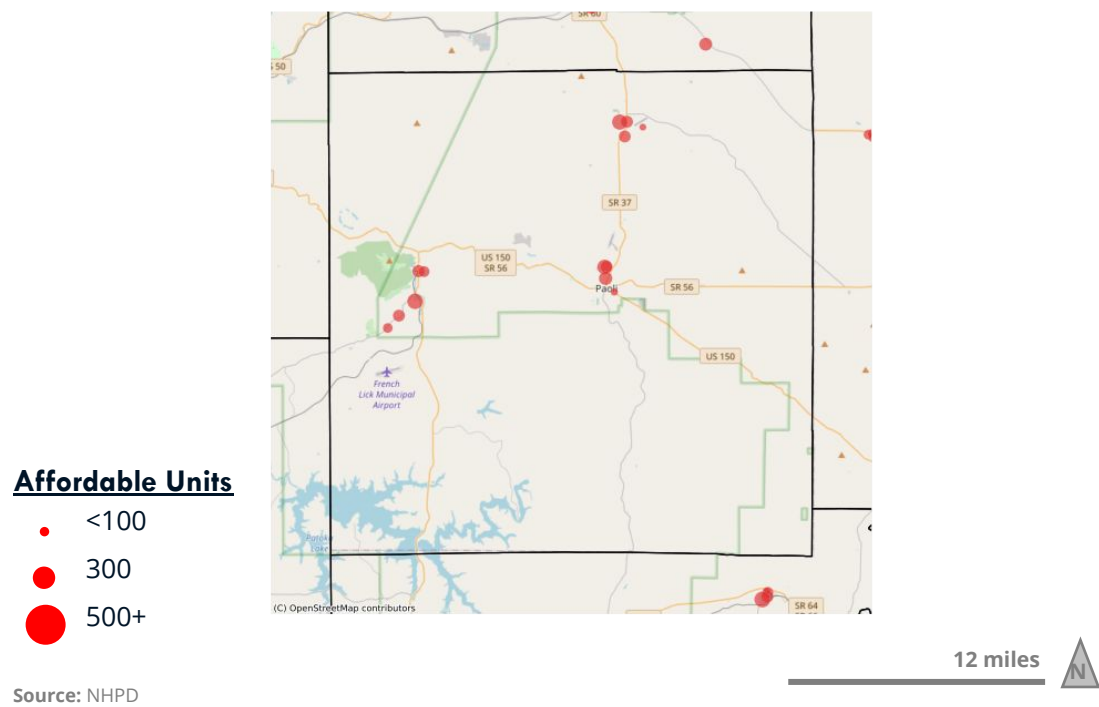 SR 60
50
SR 37
US 150
SR 56
Paoli
SR 56
US 150
French
Lick Municipal
Airport
Patoka
Lake
SR 64
(C) OpenStreetMap contributors
Affordable Units
<100
300
500+
12 miles
N
Source: NHPD